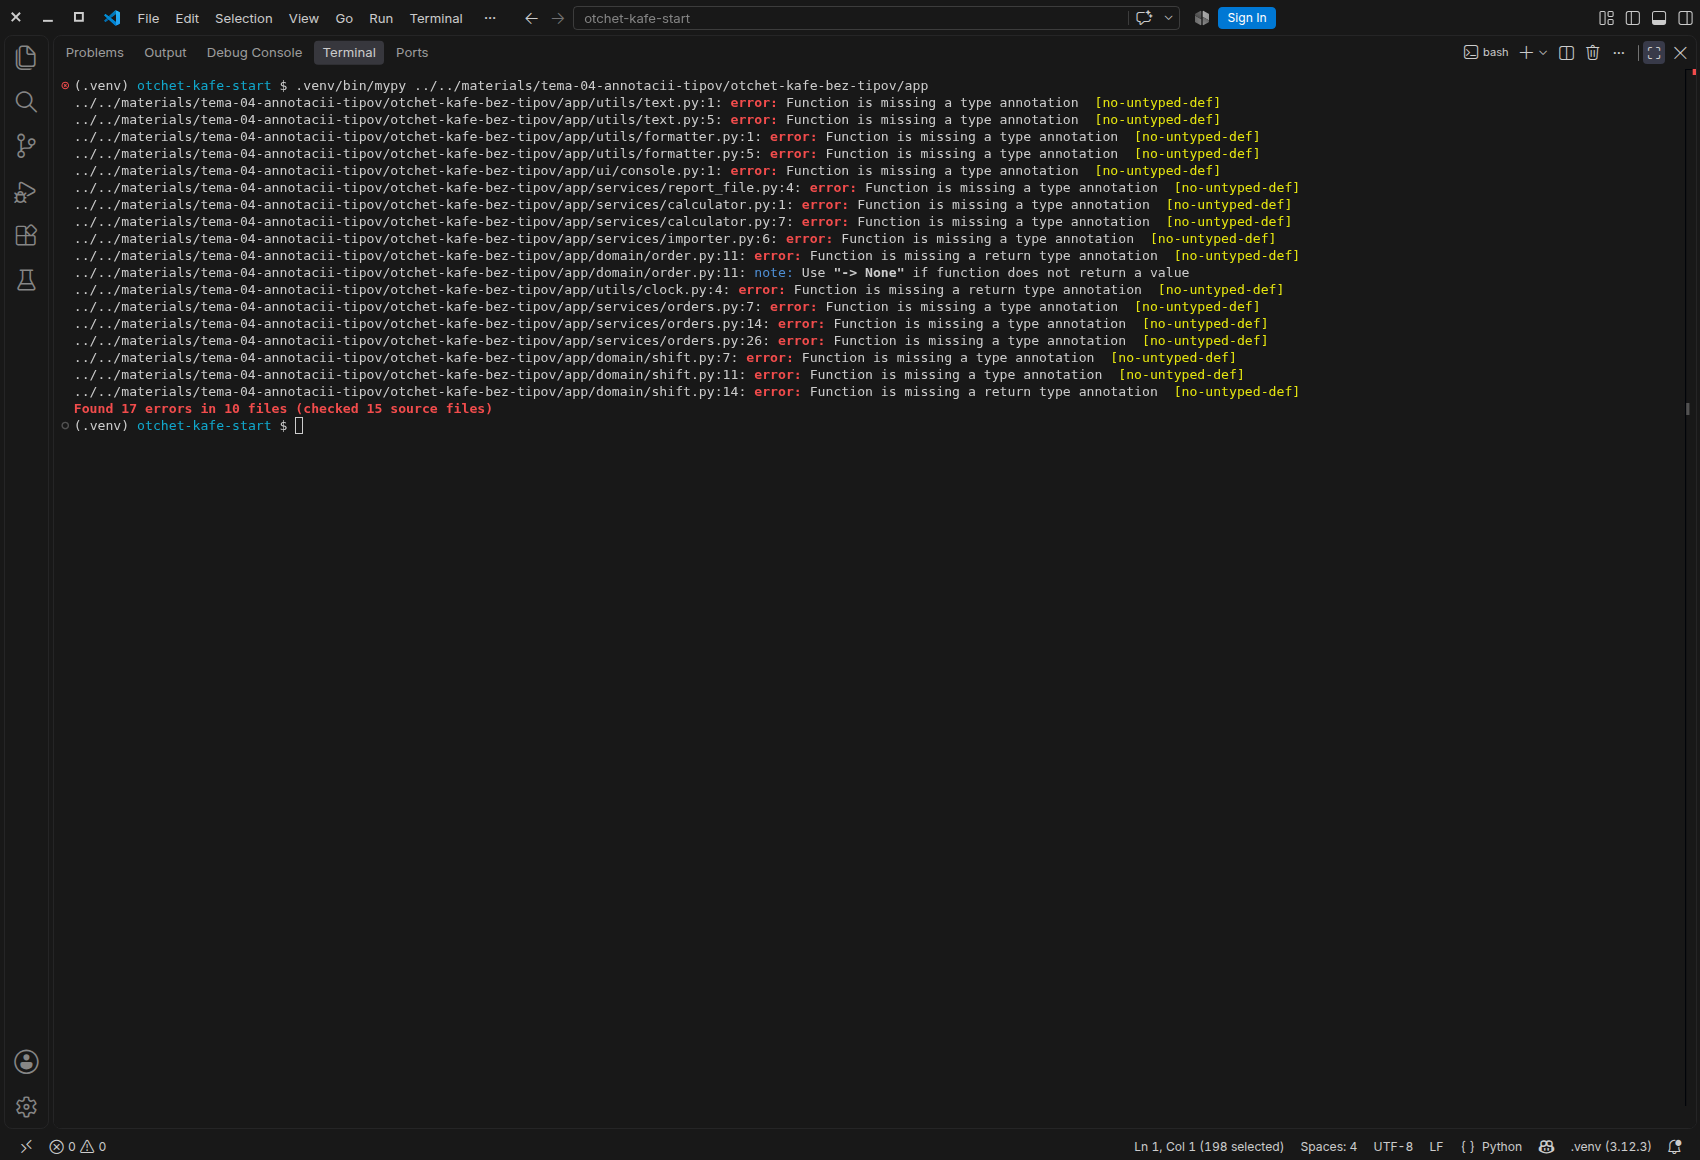 File Edit Selection View Go Run Terminal ··· otchet-kafe-start Sign In
Problems Output Debug Console Terminal Ports bash
(.venv) otchet-kafe-start $ .venv/bin/mypy ../../materials/tema-04-annotacii-tipov/otchet-kafe-bez-tipov/app
../../materials/tema-04-annotacii-tipov/otchet-kafe-bez-tipov/app/utils/text.py:1: error: Function is missing a type annotation  [no-untyped-def]
../../materials/tema-04-annotacii-tipov/otchet-kafe-bez-tipov/app/utils/text.py:5: error: Function is missing a type annotation  [no-untyped-def]
../../materials/tema-04-annotacii-tipov/otchet-kafe-bez-tipov/app/utils/formatter.py:1: error: Function is missing a type annotation  [no-untyped-def]
../../materials/tema-04-annotacii-tipov/otchet-kafe-bez-tipov/app/utils/formatter.py:5: error: Function is missing a type annotation  [no-untyped-def]
../../materials/tema-04-annotacii-tipov/otchet-kafe-bez-tipov/app/ui/console.py:1: error: Function is missing a type annotation  [no-untyped-def]
../../materials/tema-04-annotacii-tipov/otchet-kafe-bez-tipov/app/services/report_file.py:4: error: Function is missing a type annotation  [no-untyped-def]
../../materials/tema-04-annotacii-tipov/otchet-kafe-bez-tipov/app/services/calculator.py:1: error: Function is missing a type annotation  [no-untyped-def]
../../materials/tema-04-annotacii-tipov/otchet-kafe-bez-tipov/app/services/calculator.py:7: error: Function is missing a type annotation  [no-untyped-def]
../../materials/tema-04-annotacii-tipov/otchet-kafe-bez-tipov/app/services/importer.py:6: error: Function is missing a type annotation  [no-untyped-def]
../../materials/tema-04-annotacii-tipov/otchet-kafe-bez-tipov/app/domain/order.py:11: error: Function is missing a return type annotation  [no-untyped-def]
../../materials/tema-04-annotacii-tipov/otchet-kafe-bez-tipov/app/domain/order.py:11: note: Use "-> None" if function does not return a value
../../materials/tema-04-annotacii-tipov/otchet-kafe-bez-tipov/app/utils/clock.py:4: error: Function is missing a return type annotation  [no-untyped-def]
../../materials/tema-04-annotacii-tipov/otchet-kafe-bez-tipov/app/services/orders.py:7: error: Function is missing a type annotation  [no-untyped-def]
../../materials/tema-04-annotacii-tipov/otchet-kafe-bez-tipov/app/services/orders.py:14: error: Function is missing a type annotation  [no-untyped-def]
../../materials/tema-04-annotacii-tipov/otchet-kafe-bez-tipov/app/services/orders.py:26: error: Function is missing a type annotation  [no-untyped-def]
../../materials/tema-04-annotacii-tipov/otchet-kafe-bez-tipov/app/domain/shift.py:7: error: Function is missing a type annotation  [no-untyped-def]
../../materials/tema-04-annotacii-tipov/otchet-kafe-bez-tipov/app/domain/shift.py:11: error: Function is missing a type annotation  [no-untyped-def]
../../materials/tema-04-annotacii-tipov/otchet-kafe-bez-tipov/app/domain/shift.py:14: error: Function is missing a return type annotation  [no-untyped-def]
Found 17 errors in 10 files (checked 15 source files)
(.venv) otchet-kafe-start $
0 0 Ln 1, Col 1 (198 selected) Spaces: 4 UTF-8 LF { } Python .venv (3.12.3)